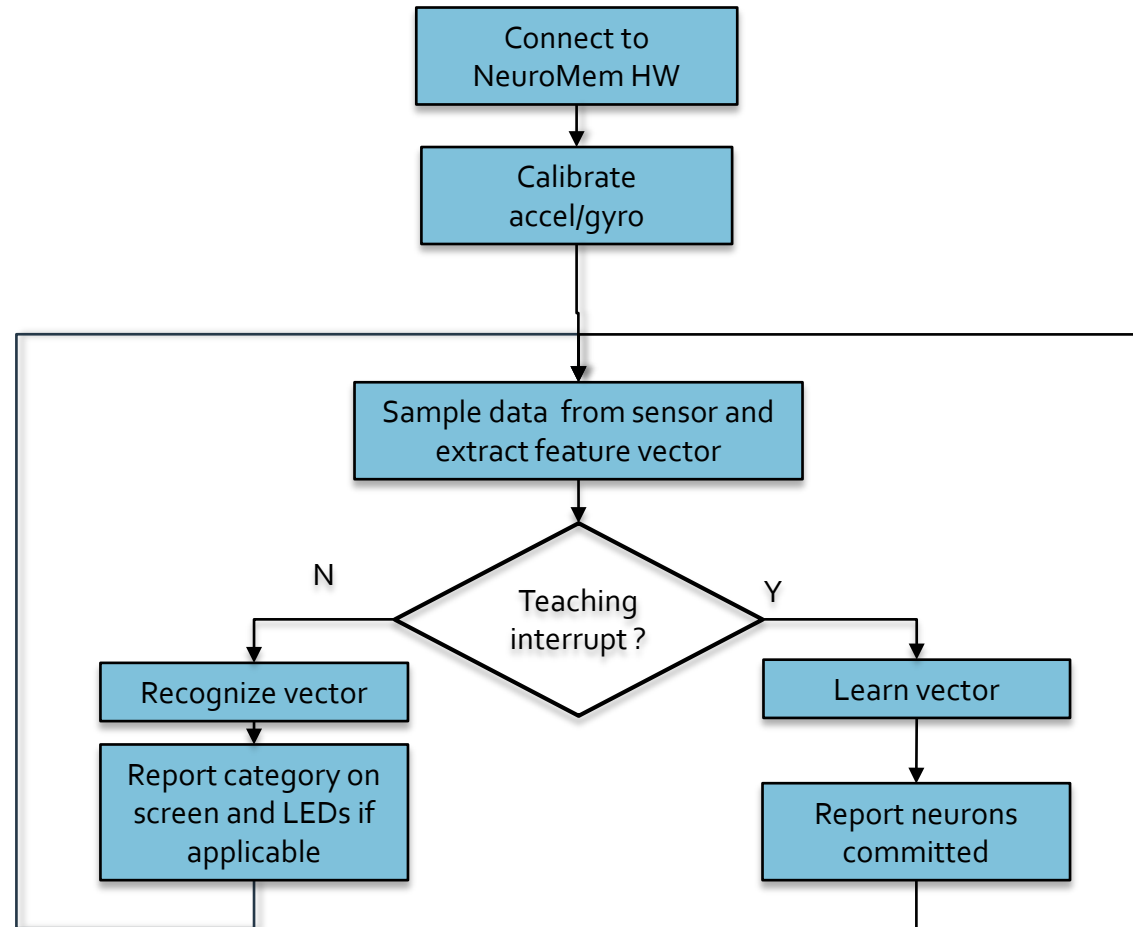 Connect to
NeuroMem HW
Calibrate
accel/gyro
Sample data from sensor and
extract feature vector
N
Teaching
interrupt ?
Y
Recognize vector
Report category on
screen and LEDs if
applicable
Learn vector
Report neurons
committed